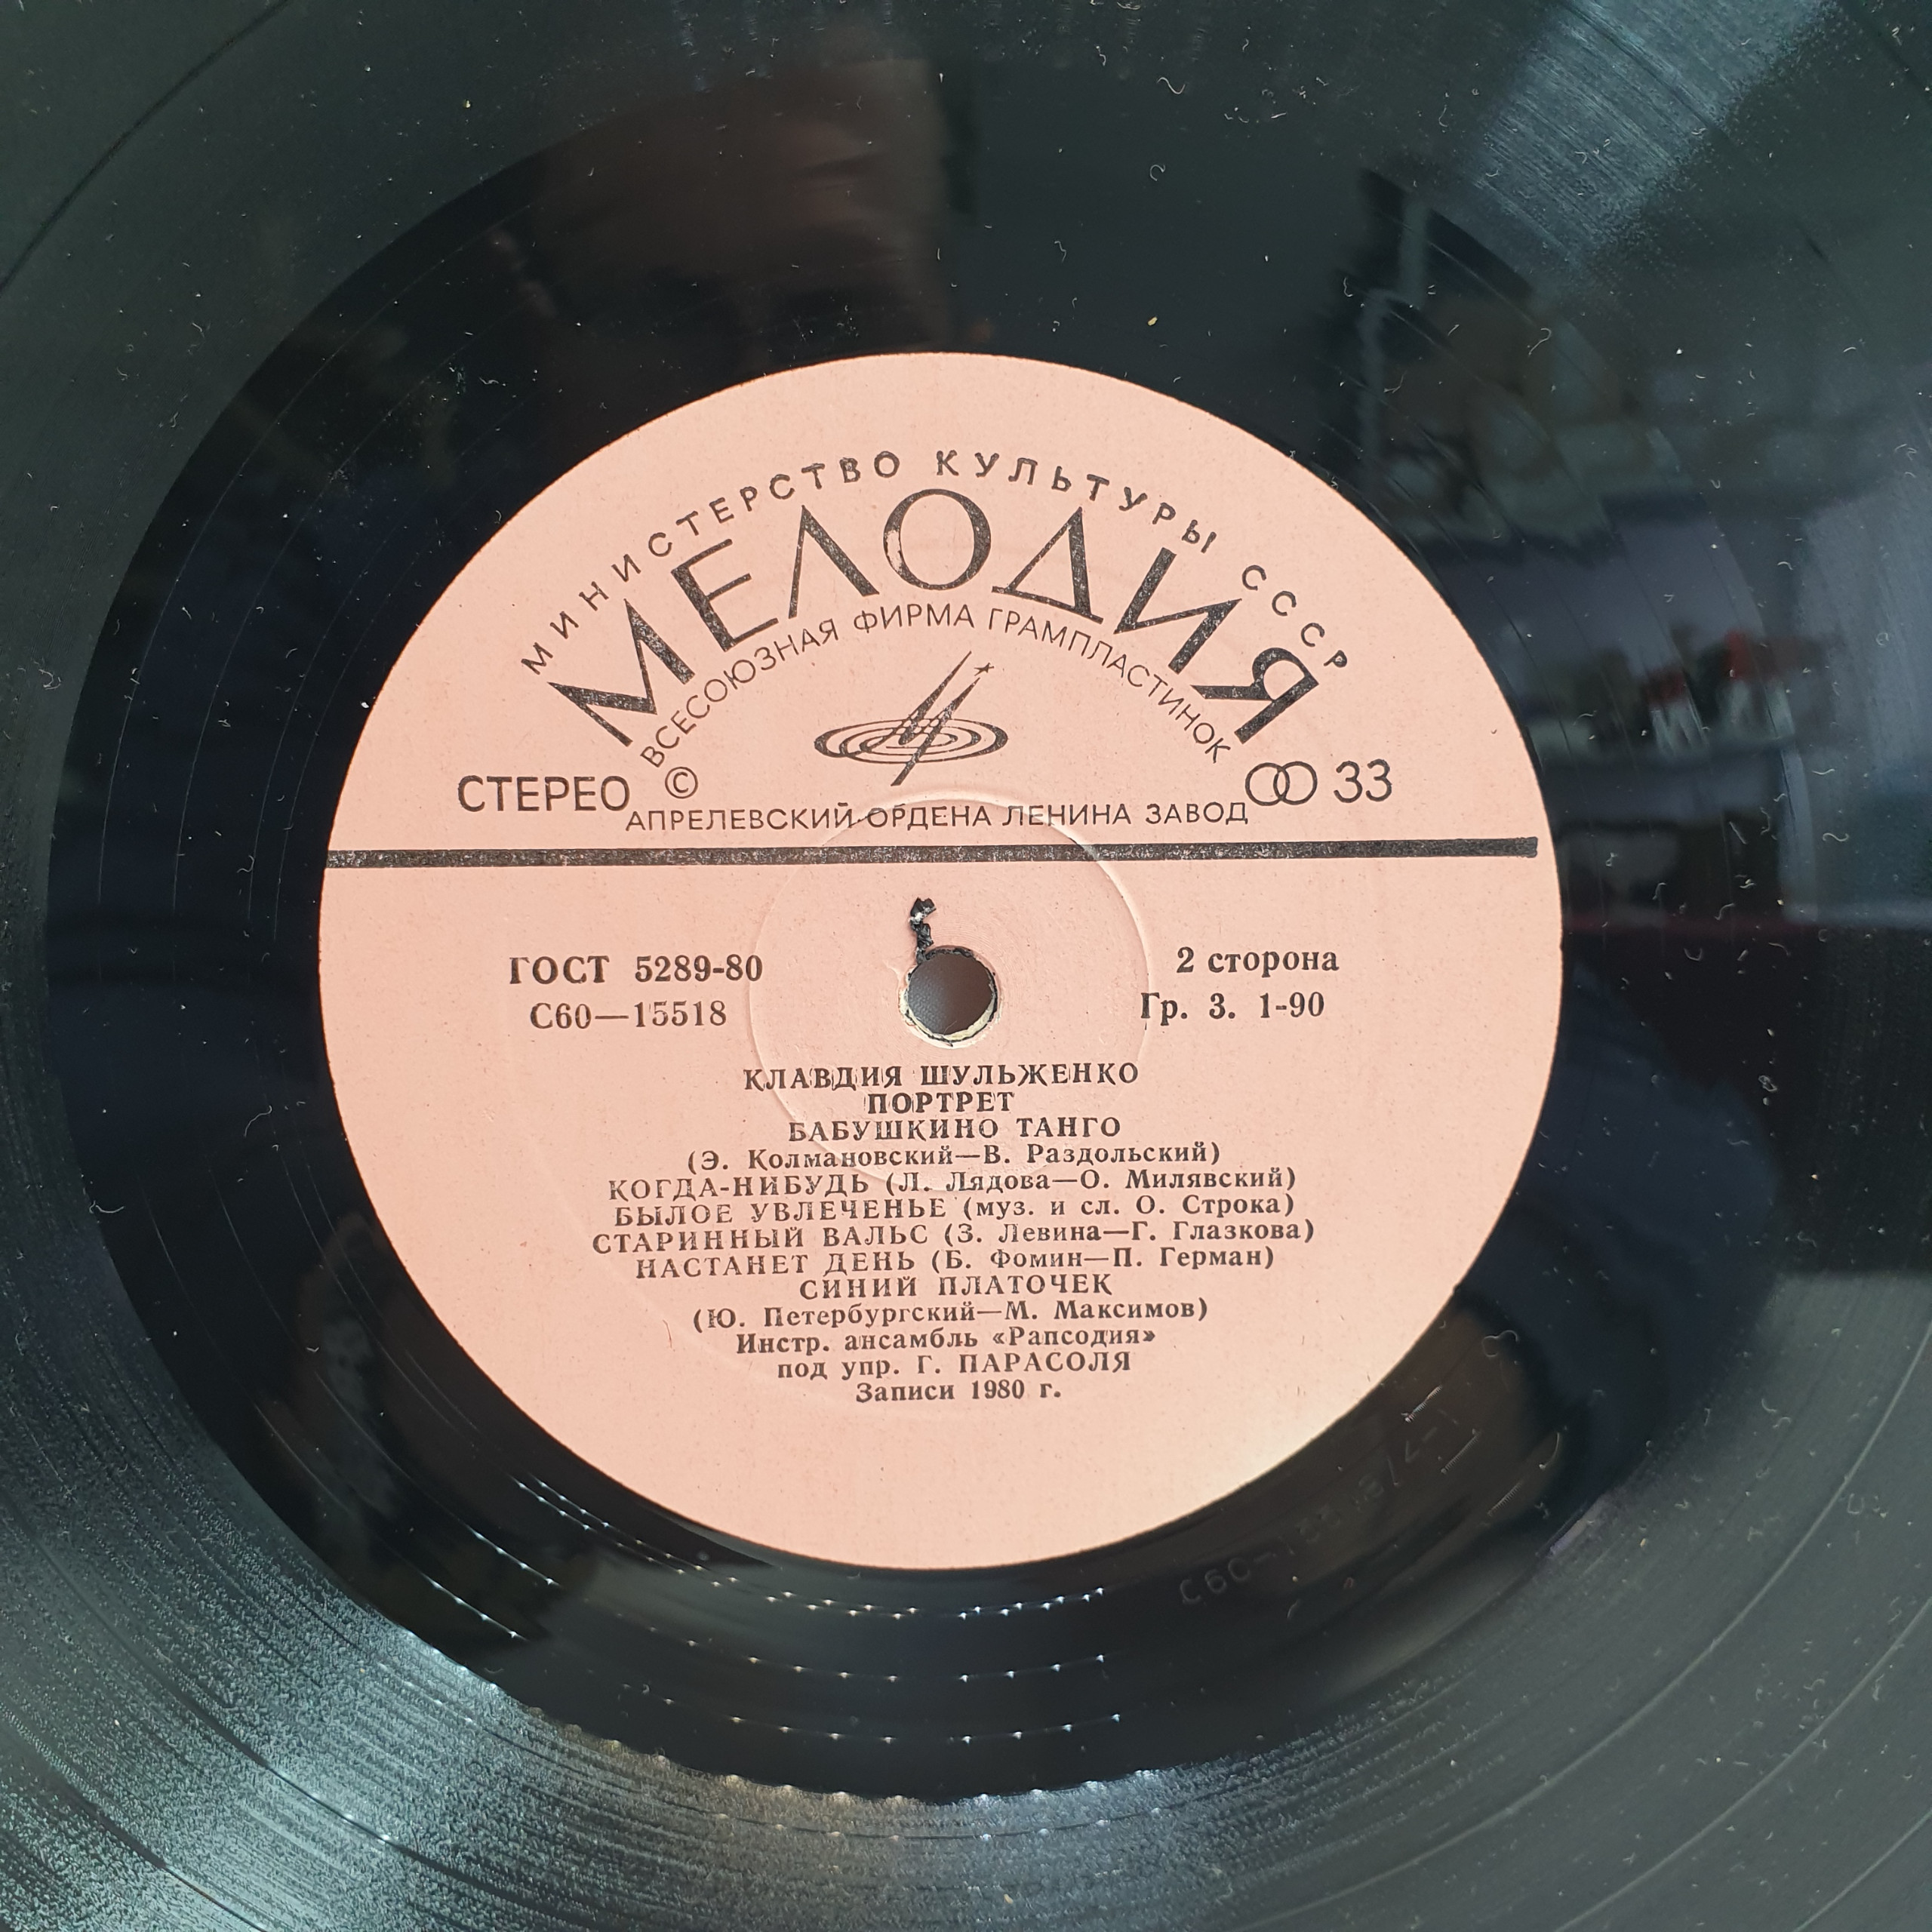 МИНИСТЕРСТВО КУЛЬТУРЫ СССР
МЕЛОДИЯ
ВСЕСОЮЗНАЯ ФИРМА ГРАМПЛАСТИНОК
СТЕРЕО © 33
АПРЕЛЕВСКИЙ ОРДЕНА ЛЕНИНА ЗАВОД
ГОСТ 5289-80 2 сторона
С60—15518 Гр. 3. 1-90
КЛАВДИЯ ШУЛЬЖЕНКО
ПОРТРЕТ
БАБУШКИНО ТАНГО
(Э. Колмановский—В. Раздольский)
КОГДА-НИБУДЬ (Л. Лядова—О. Милявский)
БЫЛОЕ УВЛЕЧЕНЬЕ (муз. и сл. О. Строка)
СТАРИННЫЙ ВАЛЬС (З. Левина—Г. Глазкова)
НАСТАНЕТ ДЕНЬ (Б. Фомин—П. Герман)
СИНИЙ ПЛАТОЧЕК
(Ю. Петербургский—М. Максимов)
Инстр. ансамбль «Рапсодия»
под упр. Г. ПАРАСОЛЯ
Записи 1980 г.